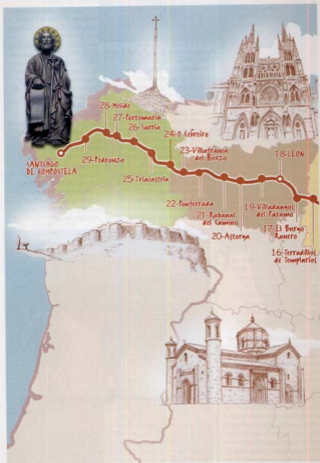 28-Melide
27-Portomarín
26-Sarria
24-O Cebreiro
23-Villafranca
del Bierzo
18-LEÓN
SANTIAGO
DE COMPOSTELA
29-Pedrouzo
25-Triacastela
22-Ponferrada
19-Villadangos
del Páramo
21-Rabanal
del Camino
17-El Burgo
Ranero
20-Astorga
16-Terradillos
de Templarios